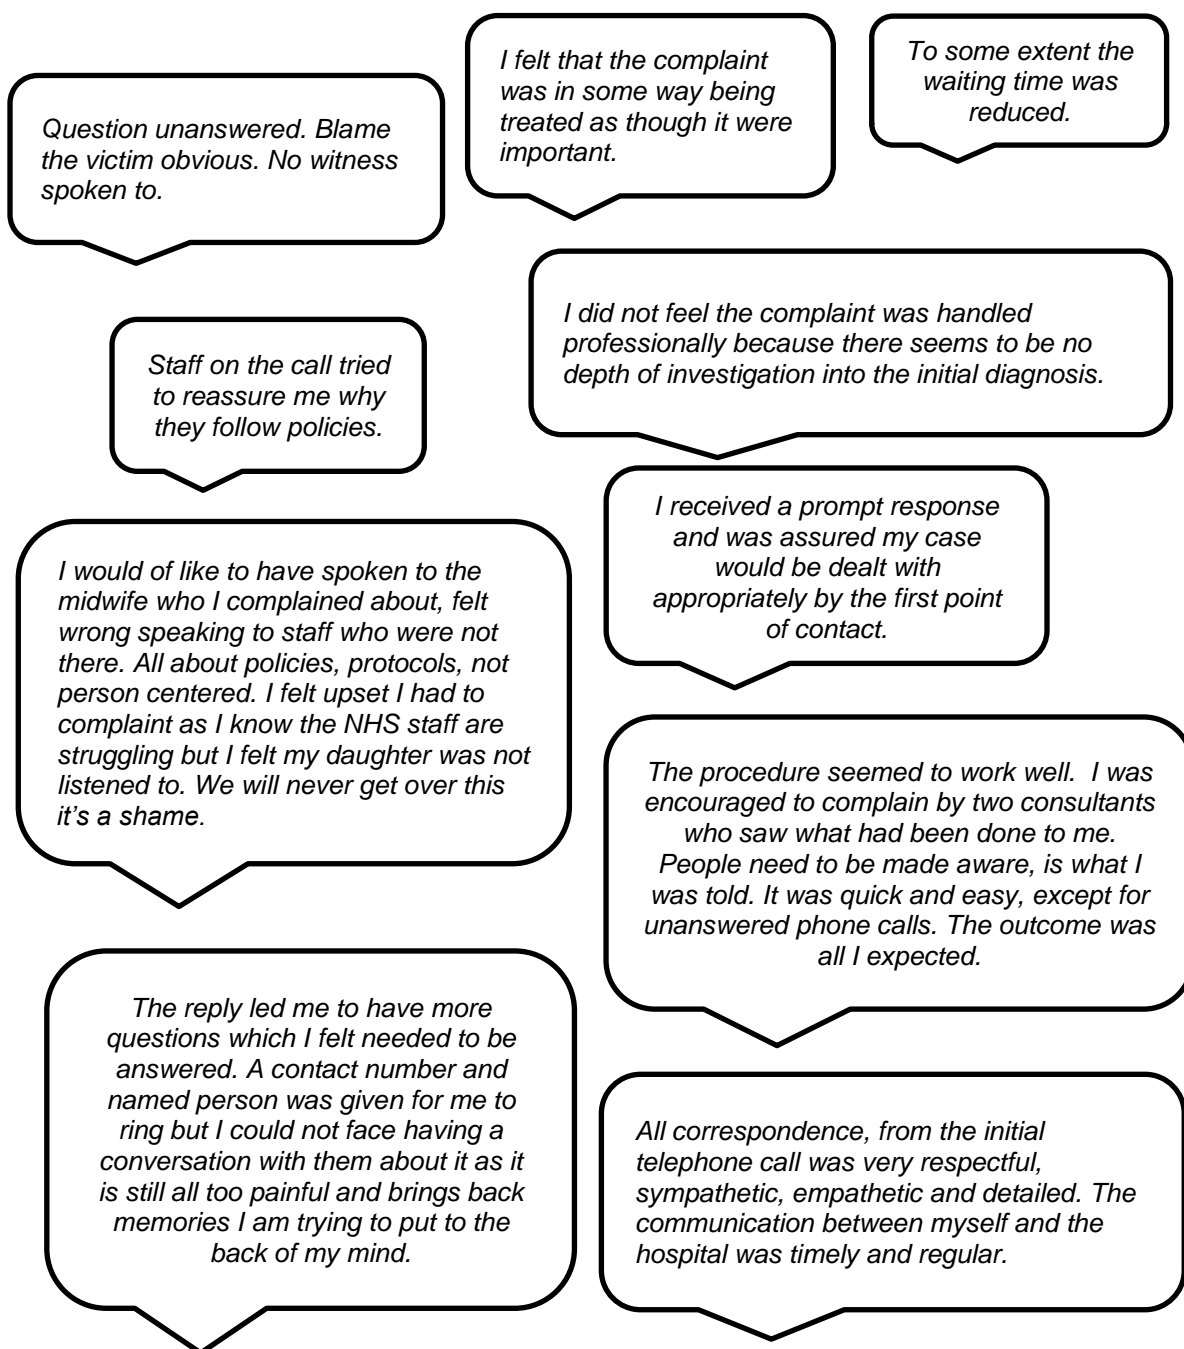 Question unanswered. Blame
the victim obvious. No witness
spoken to.
I felt that the complaint
was in some way being
treated as though it were
important.
To some extent the
waiting time was
reduced.
Staff on the call tried
to reassure me why
they follow policies.
I did not feel the complaint was handled
professionally because there seems to be no
depth of investigation into the initial diagnosis.
I received a prompt response
and was assured my case
would be dealt with
appropriately by the first point
of contact.
I would of like to have spoken to the
midwife who I complained about, felt
wrong speaking to staff who were not
there. All about policies, protocols, not
person centered. I felt upset I had to
complaint as I know the NHS staff are
struggling but I felt my daughter was not
listened to. We will never get over this
it’s a shame.
The procedure seemed to work well.  I was
encouraged to complain by two consultants
who saw what had been done to me.
People need to be made aware, is what I
was told. It was quick and easy, except for
unanswered phone calls. The outcome was
all I expected.
The reply led me to have more
questions which I felt needed to be
answered. A contact number and
named person was given for me to
ring but I could not face having a
conversation with them about it as it
is still all too painful and brings back
memories I am trying to put to the
back of my mind.
All correspondence, from the initial
telephone call was very respectful,
sympathetic, empathetic and detailed. The
communication between myself and the
hospital was timely and regular.